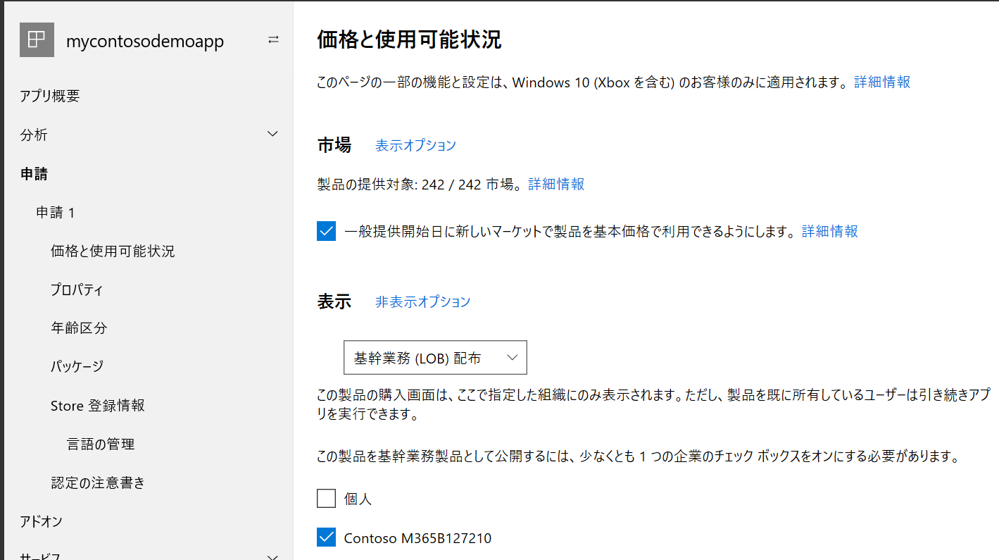 mycontosodemoapp
アプリ概要
分析
申請
申請 1
価格と使用可能状況
プロパティ
年齢区分
パッケージ
Store 登録情報
言語の管理
認定の注意書き
アドオン
サービス
価格と使用可能状況
このページの一部の機能と設定は、Windows 10 (Xbox を含む) のお客様のみに適用されます。 詳細情報
市場 表示オプション
製品の提供対象: 242 / 242 市場。 詳細情報
一般提供開始日に新しいマーケットで製品を基本価格で利用できるようにします。 詳細情報
表示 非表示オプション
基幹業務 (LOB) 配布
この製品の購入画面は、ここで指定した組織にのみ表示されます。ただし、製品を既に所有しているユーザーは引き続きアプ
リを実行できます。
この製品を基幹業務製品として公開するには、少なくとも 1 つの企業のチェック ボックスをオンにする必要があります。
個人
Contoso M365B127210